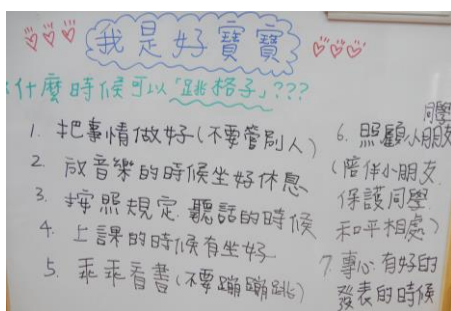 我是好寶寶
什麼時候可以「跳格子」???
1. 把事情做好(不要管別人)
2. 放音樂的時候坐好休息
3. 按照規定.聽話的時候
4. 上課的時候有坐好
5. 乖乖看書(不要蹦蹦跳)
同學
6. 照顧小朋友
(陪伴小朋友.
保護同學
和平相處)
7. 專心.有好的
發表的時候